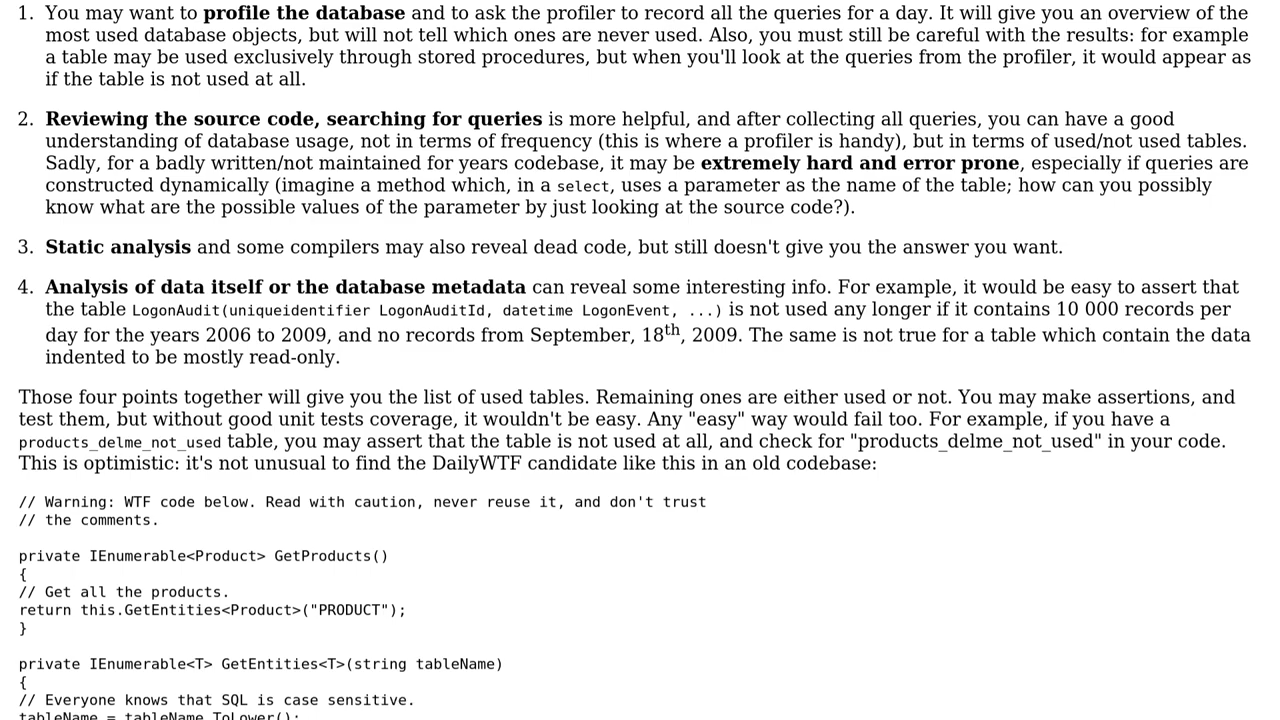 1. You may want to profile the database and to ask the profiler to record all the queries for a day. It will give you an overview of the
most used database objects, but will not tell which ones are never used. Also, you must still be careful with the results: for example
a table may be used exclusively through stored procedures, but when you'll look at the queries from the profiler, it would appear as
if the table is not used at all.
2. Reviewing the source code, searching for queries is more helpful, and after collecting all queries, you can have a good
understanding of database usage, not in terms of frequency (this is where a profiler is handy), but in terms of used/not used tables.
Sadly, for a badly written/not maintained for years codebase, it may be extremely hard and error prone, especially if queries are
constructed dynamically (imagine a method which, in a select, uses a parameter as the name of the table; how can you possibly
know what are the possible values of the parameter by just looking at the source code?).
3. Static analysis and some compilers may also reveal dead code, but still doesn't give you the answer you want.
4. Analysis of data itself or the database metadata can reveal some interesting info. For example, it would be easy to assert that
the table LogonAudit(uniqueidentifier LogonAuditId, datetime LogonEvent, ...) is not used any longer if it contains 10 000 records per
day for the years 2006 to 2009, and no records from September, 18th, 2009. The same is not true for a table which contain the data
indented to be mostly read-only.
Those four points together will give you the list of used tables. Remaining ones are either used or not. You may make assertions, and
test them, but without good unit tests coverage, it wouldn't be easy. Any "easy" way would fail too. For example, if you have a
products_delme_not_used table, you may assert that the table is not used at all, and check for "products_delme_not_used" in your code.
This is optimistic: it's not unusual to find the DailyWTF candidate like this in an old codebase:
// Warning: WTF code below. Read with caution, never reuse it, and don't trust
// the comments.
private IEnumerable<Product> GetProducts()
{
// Get all the products.
return this.GetEntities<Product>("PRODUCT");
}
private IEnumerable<T> GetEntities<T>(string tableName)
{
// Everyone knows that SQL is case sensitive.
tableName = tableName.ToLower();